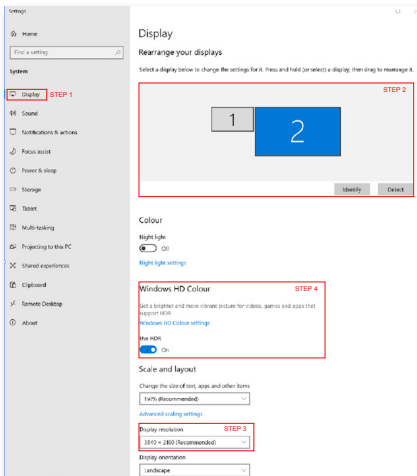 Settings
Home
Find a setting
System
Display STEP 1
Sound
Notifications & actions
Focus assist
Power & sleep
Storage
Tablet
Multi-tasking
Projecting to this PC
Shared experiences
Clipboard
Remote Desktop
About
Display
Rearrange your displays
Select a display below to change the settings for it. Press and hold (or select) a display, then drag to rearrange it.
STEP 2
1
2
Identify Detect
Colour
Night light
Off
Night light settings
Windows HD Colour STEP 4
Get a brighter and more vibrant picture for videos, games and apps that
support HDR.
Windows HD Colour settings
Use HDR
On
Scale and layout
Change the size of text, apps and other items
150% (Recommended)
Advanced scaling settings
Display resolution STEP 3
3840 × 2160 (Recommended)
Display orientation
Landscape